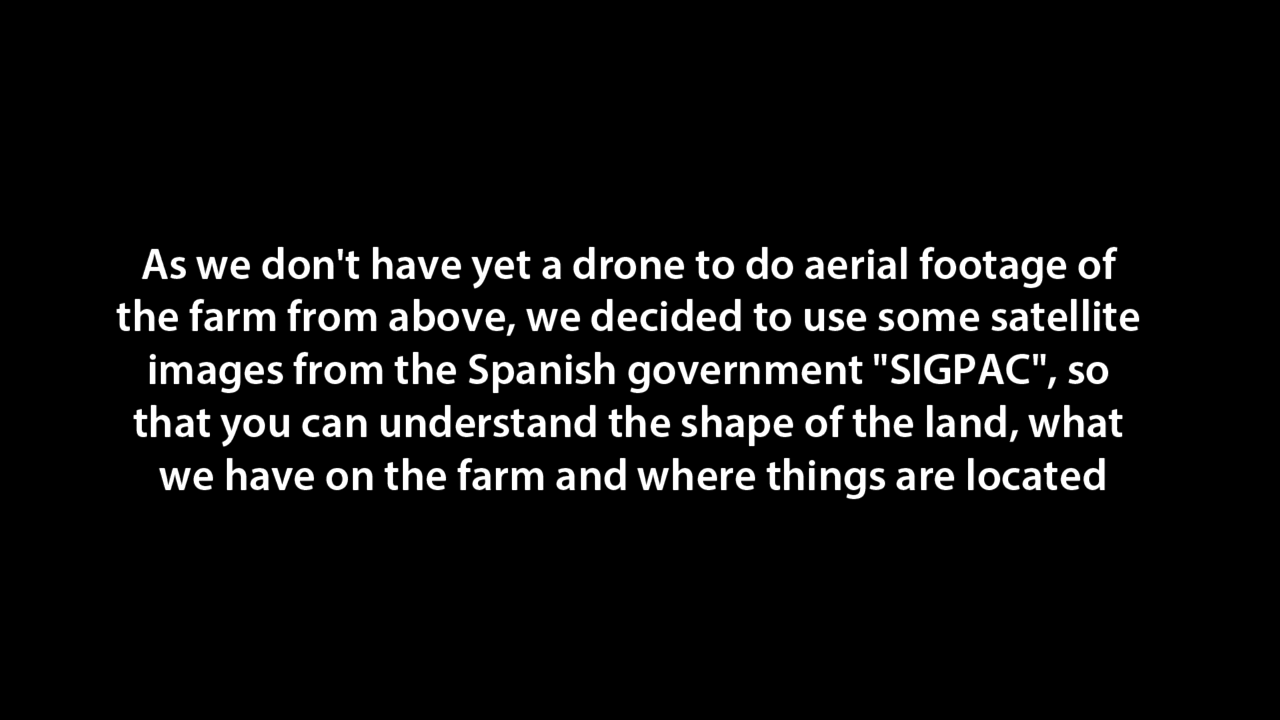 As we don't have yet a drone to do aerial footage of
the farm from above, we decided to use some satellite
images from the Spanish government "SIGPAC", so
that you can understand the shape of the land, what
we have on the farm and where things are located